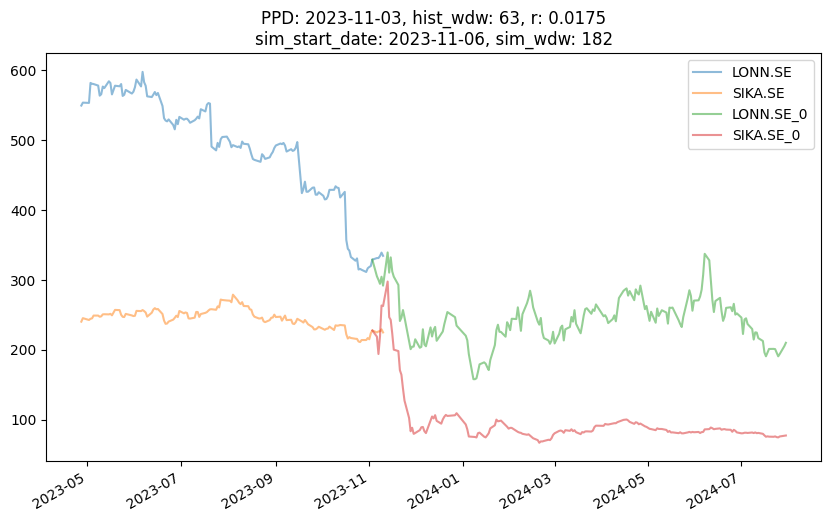 PPD: 2023-11-03, hist_wdw: 63, r: 0.0175
sim_start_date: 2023-11-06, sim_wdw: 182
LONN.SE
SIKA.SE
LONN.SE_0
SIKA.SE_0
600
500
400
300
200
100
2023-05
2023-07
2023-09
2023-11
2024-01
2024-03
2024-05
2024-07